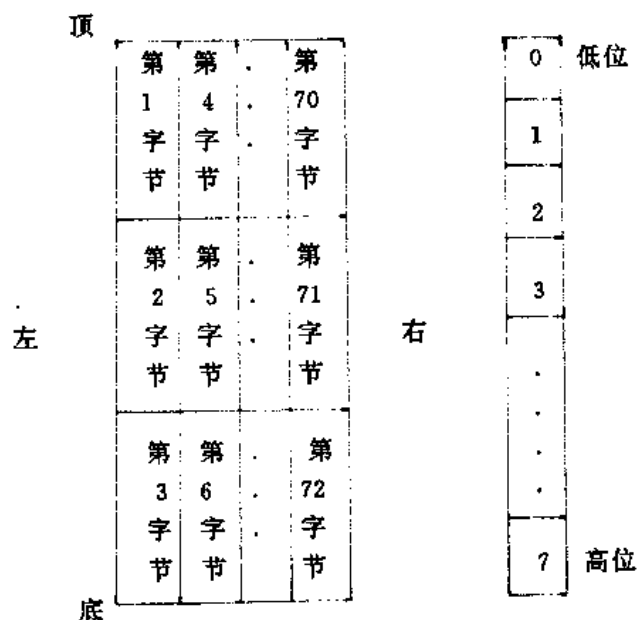 顶
第 第 . 第 0 低位
1 4 . 70
字 字 . 字 1
节 节 节
2
第 第 . 第
2 5 . 71 3
左 字 字 . 字 右
节 节 节 .
.
第 第 . 第 .
3 6 . 72 .
字 字 . 字
节 节 节 7 高位
底